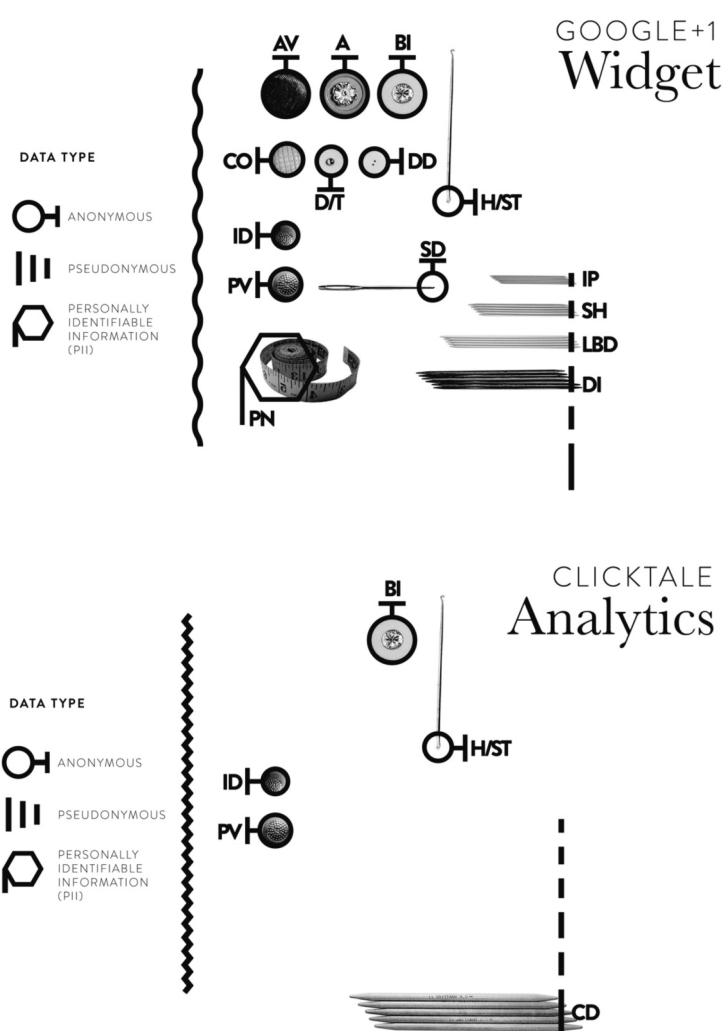 GOOGLE+1
Widget
AV A BI
CO D/T DD
H/ST
ID
PV
SD
IP
SH
LBD
DI
PN
DATA TYPE
ANONYMOUS
PSEUDONYMOUS
PERSONALLY
IDENTIFIABLE
INFORMATION
(PII)
CLICKTALE
Analytics
BI
H/ST
ID
PV
CD
DATA TYPE
ANONYMOUS
PSEUDONYMOUS
PERSONALLY
IDENTIFIABLE
INFORMATION
(PII)